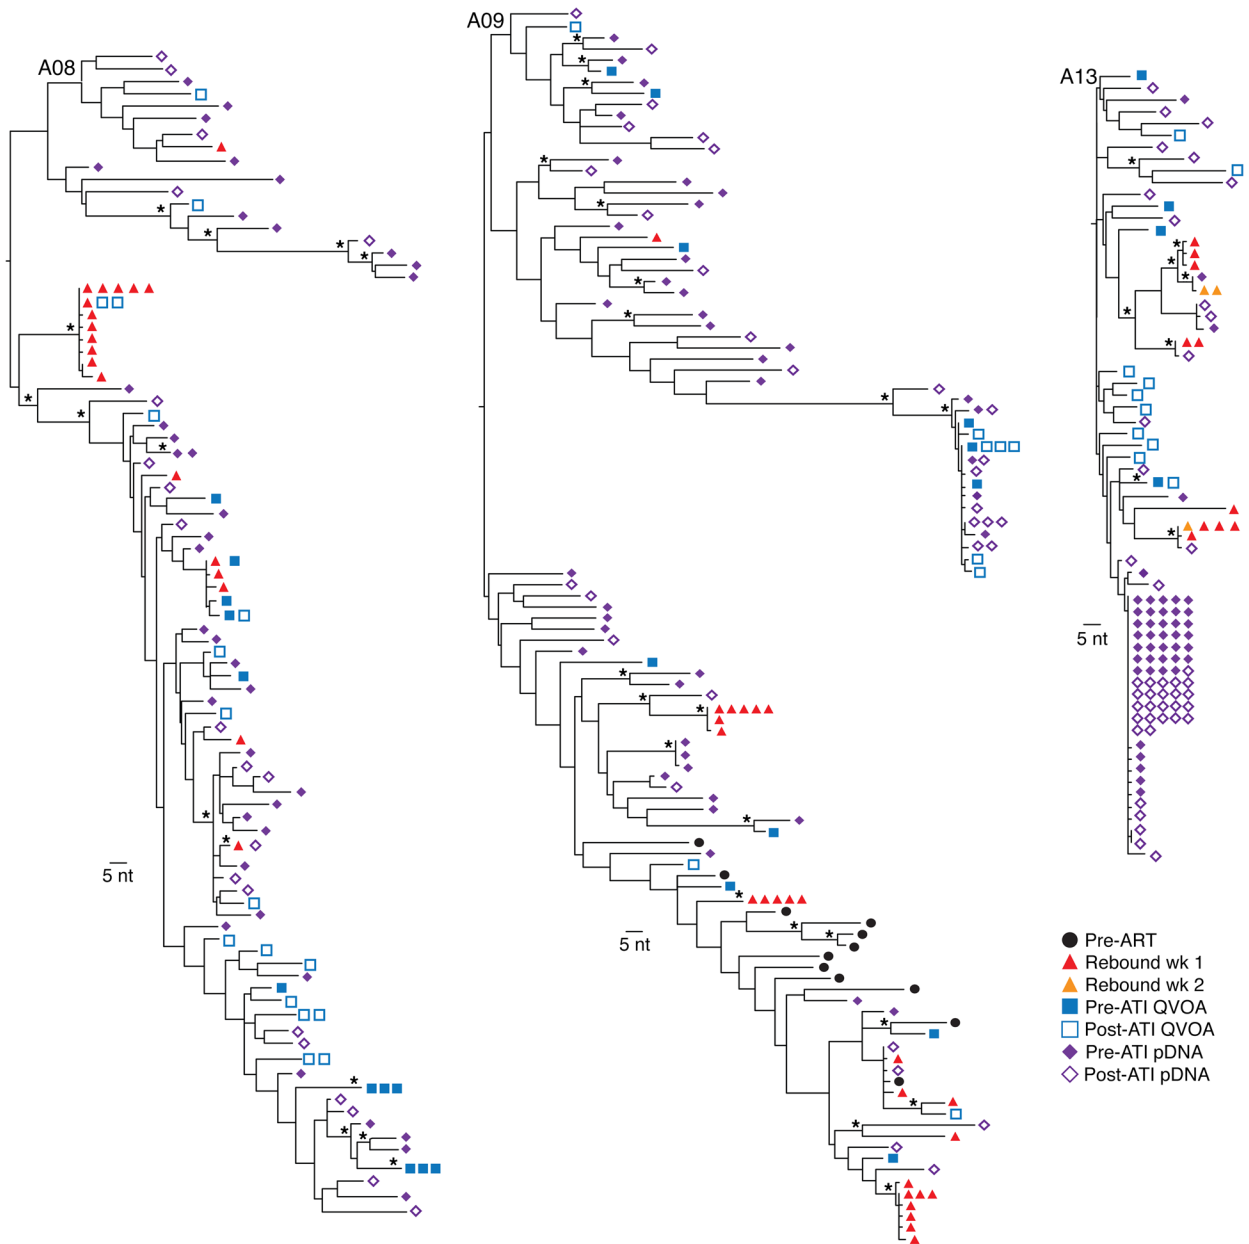 A08
A09
A13
5 nt
5 nt
5 nt
Pre-ART
Rebound wk 1
Rebound wk 2
Pre-ATI QVOA
Post-ATI QVOA
Pre-ATI pDNA
Post-ATI pDNA